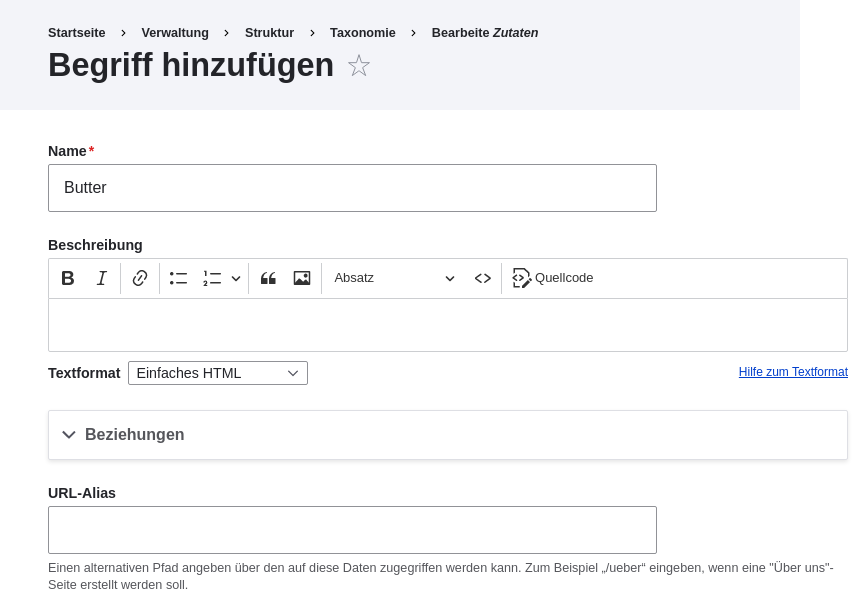 Startseite > Verwaltung > Struktur > Taxonomie > Bearbeite Zutaten
Begriff hinzufügen
Name*
Butter
Beschreibung
B I Absatz Quellcode
Textformat Einfaches HTML Hilfe zum Textformat
Beziehungen
URL-Alias
Einen alternativen Pfad angeben über den auf diese Daten zugegriffen werden kann. Zum Beispiel „/ueber“ eingeben, wenn eine "Über uns"-
Seite erstellt werden soll.